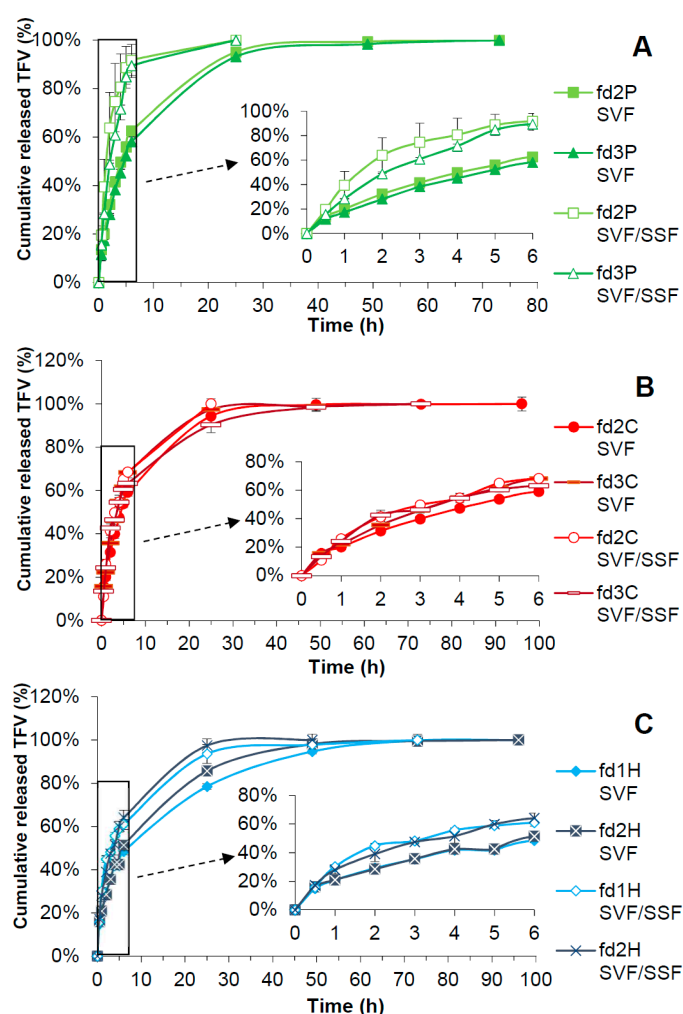 Cumulative released TFV (%)
100%
80%
60%
40%
20%
0%
A
fd2P
SVF
fd3P
SVF
fd2P
SVF/SSF
fd3P
SVF/SSF
100%
80%
60%
40%
20%
0%
0 1 2 3 4 5 6
0 10 20 30 40 50 60 70 80
Time (h)
Cumulative released TFV (%)
120%
100%
80%
60%
40%
20%
0%
B
fd2C
SVF
fd3C
SVF
fd2C
SVF/SSF
fd3C
SVF/SSF
80%
60%
40%
20%
0%
0 1 2 3 4 5 6
0 10 20 30 40 50 60 70 80 90 100
Time (h)
Cumulative released TFV (%)
120%
100%
80%
60%
40%
20%
0%
C
fd1H
SVF
fd2H
SVF
fd1H
SVF/SSF
fd2H
SVF/SSF
80%
60%
40%
20%
0%
0 1 2 3 4 5 6
0 10 20 30 40 50 60 70 80 90 100
Time (h)